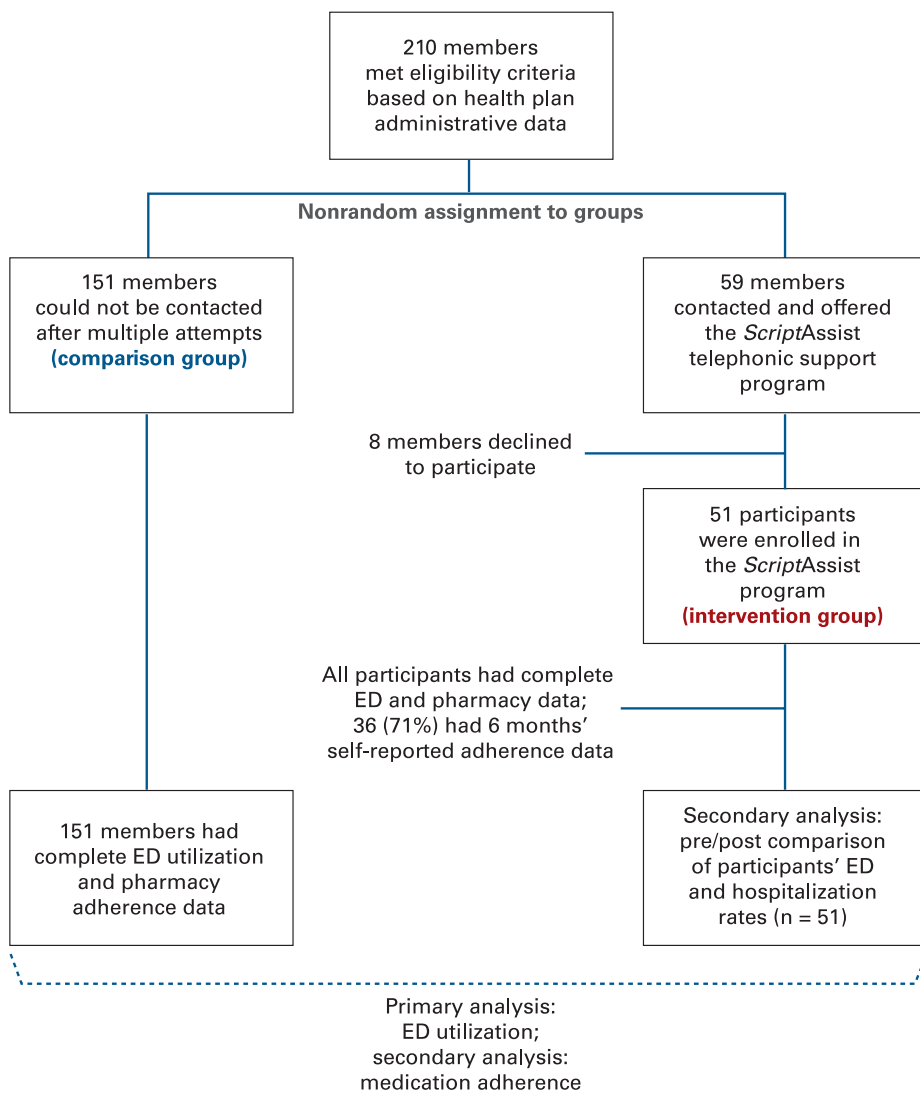 210 members
met eligibility criteria
based on health plan
administrative data
Nonrandom assignment to groups
151 members
could not be contacted
after multiple attempts
(comparison group)
59 members
contacted and offered
the ScriptAssist
telephonic support
program
8 members declined
to participate
51 participants
were enrolled in
the ScriptAssist
program
(intervention group)
All participants had complete
ED and pharmacy data;
36 (71%) had 6 months’
self-reported adherence data
151 members had
complete ED utilization
and pharmacy
adherence data
Secondary analysis:
pre/post comparison
of participants’ ED
and hospitalization
rates (n = 51)
Primary analysis:
ED utilization;
secondary analysis:
medication adherence